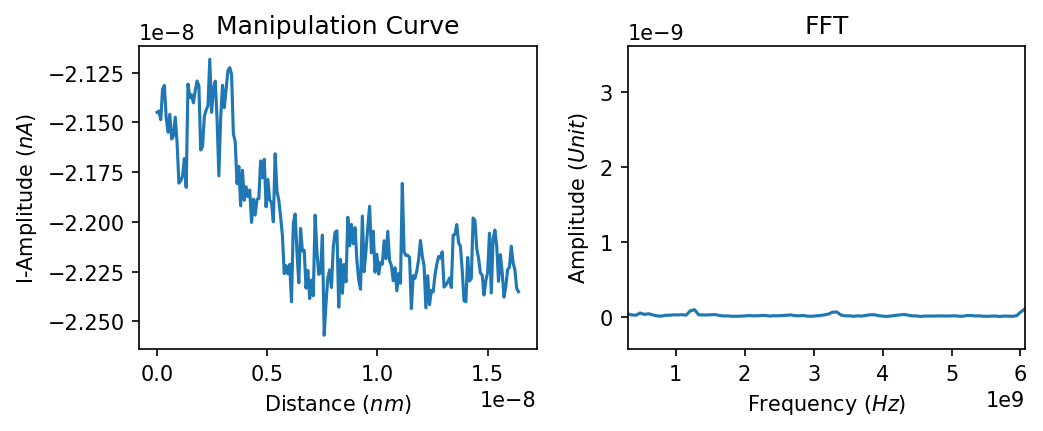 Manipulation Curve
1e−8
−2.125
−2.150
−2.175
−2.200
−2.225
−2.250
I-Amplitude (nA)
0.0 0.5 1.0 1.5
1e−8
Distance (nm)
FFT
1e−9
3
2
1
0
Amplitude (Unit)
1 2 3 4 5 6
1e9
Frequency (Hz)